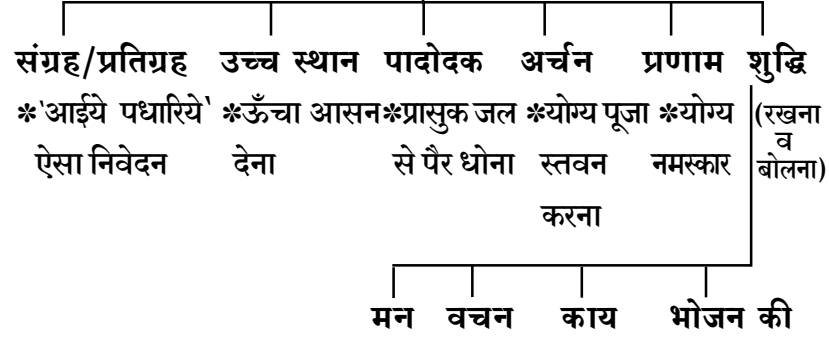 संग्रह/प्रतिग्रह उच्च स्थान पादोदक अर्चन प्रणाम शुद्धि
*'आईये पधारिये' *ऊँचा आसन *प्रासुक जल *योग्य पूजा *योग्य (रखना
व
ऐसा निवेदन देना से पैर धोना स्तवन नमस्कार बोलना)
करना
मन वचन काय भोजन की